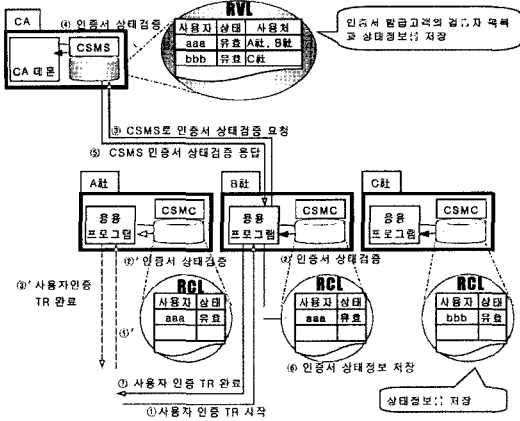 CA
④ 인증서 상태검증
RVL
CSMS
CA 데몬
사용자 상태 사용처
aaa 유효 A社, B社
bbb 유효 C社
인증서 발급고객의 검증자 목록
과 상태정보를 저장
③ CSMS로 인증서 상태검증 요청
⑤ CSMS 인증서 상태검증 응답
A社
B社
C社
응용
프로그램
CSMC
응용
프로그램
CSMC
응용
프로그램
CSMC
②' 인증서 상태검증
② 인증서 상태검증
③' 사용자인증
TR 완료
①'
RCL
사용자 상태
aaa 유효
RCL
사용자 상태
aaa 유효
RCL
사용자 상태
bbb 유효
⑥ 인증서 상태정보 저장
⑦ 사용자 인증 TR 완료
①사용자 인증 TR 시작
상태정보 저장